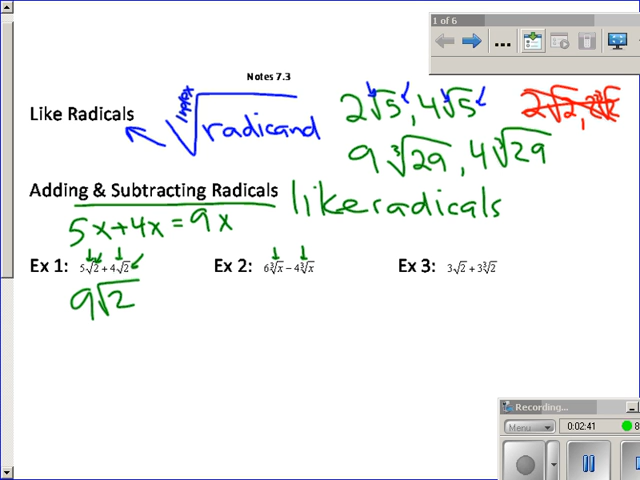 1 of 6
Notes 7.3
Like Radicals
index
radicand
2√5, 4√5
2√2,
9∛29, 4∛29
Adding & Subtracting Radicals
like radicals
5x+4x=9x
Ex 1: 5√2 + 4√2
Ex 2: 6∛x − 4∛x
Ex 3: 3√2 + 3∛2
9√2
Recording...
Menu
0:02:41
8